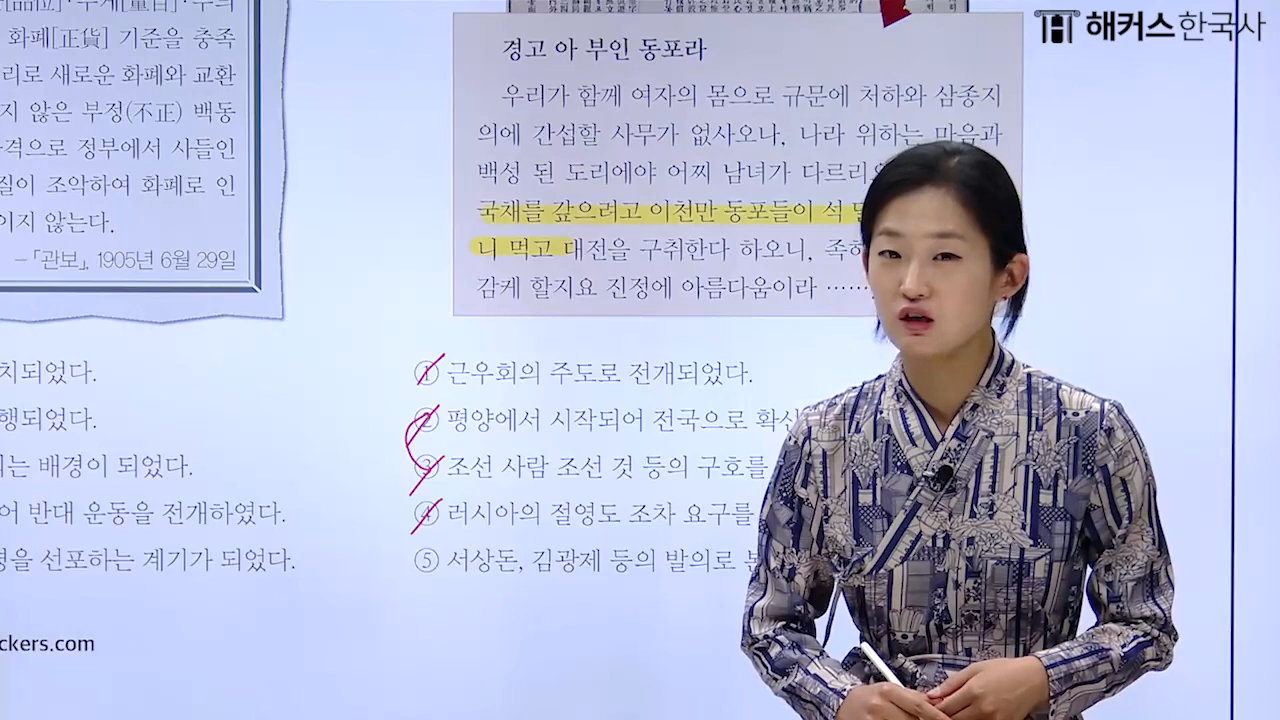 해커스한국사
화폐[正貨] 기준을 충족
리로 새로운 화폐와 교환
지 않은 부정(不正) 백동
가격으로 정부에서 사들인
질이 조악하여 화폐로 인
이지 않는다.
-「관보」, 1905년 6월 29일
치되었다.
행되었다.
되는 배경이 되었다.
어 반대 운동을 전개하였다.
령을 선포하는 계기가 되었다.
ckers.com
경고 아 부인 동포라
우리가 함께 여자의 몸으로 규문에 처하와 삼종지
의에 간섭할 사무가 없사오나, 나라 위하는 마음과
백성 된 도리에야 어찌 남녀가 다르리
국채를 갚으려고 이천만 동포들이 석
니 먹고 대전을 구취한다 하오니, 족히
감케 할지요 진정에 아름다움이라 ……
① 근우회의 주도로 전개되었다.
② 평양에서 시작되어 전국으로 확산
③ 조선 사람 조선 것 등의 구호를
④ 러시아의 절영도 조차 요구를
⑤ 서상돈, 김광제 등의 발의로